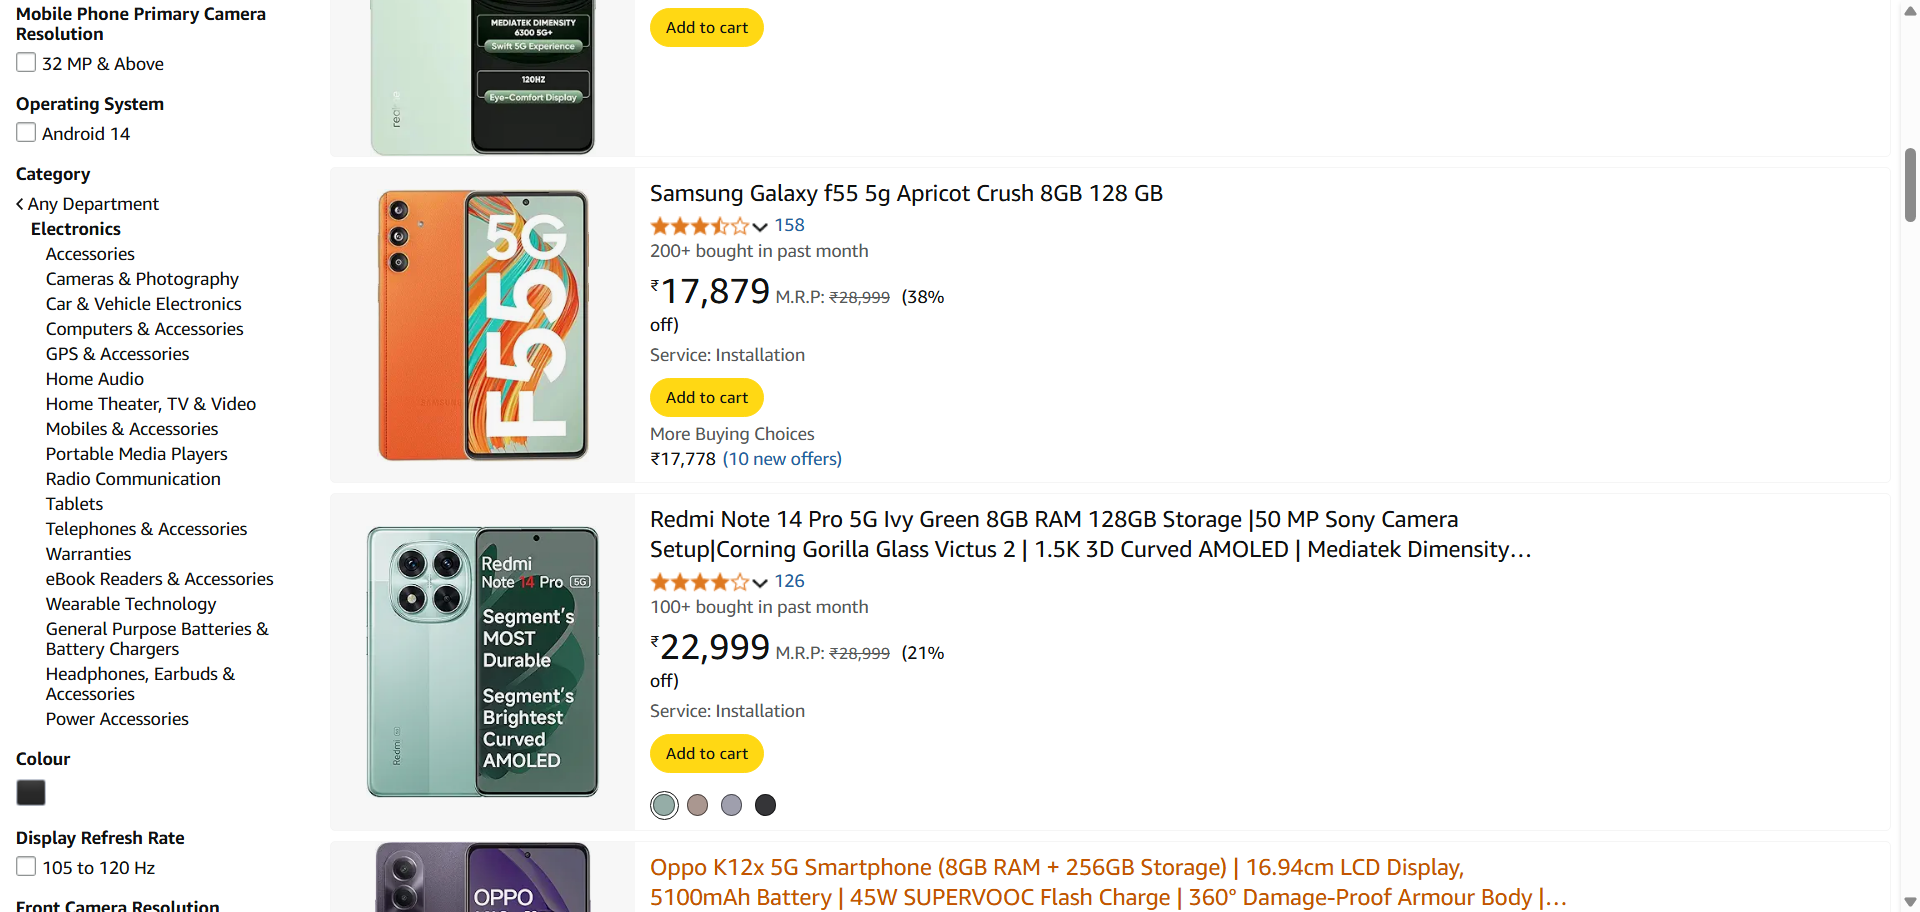 Mobile Phone Primary Camera
Resolution
32 MP & Above
Operating System
Android 14
Category
Any Department
Electronics
Accessories
Cameras & Photography
Car & Vehicle Electronics
Computers & Accessories
GPS & Accessories
Home Audio
Home Theater, TV & Video
Mobiles & Accessories
Portable Media Players
Radio Communication
Tablets
Telephones & Accessories
Warranties
eBook Readers & Accessories
Wearable Technology
General Purpose Batteries &
Battery Chargers
Headphones, Earbuds &
Accessories
Power Accessories
Colour
Display Refresh Rate
105 to 120 Hz
Front Camera Resolution
MEDIATEK DIMENSITY
6300 5G+
Swift 5G Experience
120HZ
Eye-Comfort Display
realme
Add to cart
5G
F55
SAMSUNG
Samsung Galaxy f55 5g Apricot Crush 8GB 128 GB
158
200+ bought in past month
₹17,879 M.R.P: ₹28,999 (38%
off)
Service: Installation
Add to cart
More Buying Choices
₹17,778 (10 new offers)
Redmi
Note 14 Pro 5G
Segment's
MOST
Durable
Segment's
Brightest
Curved
AMOLED
Redmi
Redmi Note 14 Pro 5G Ivy Green 8GB RAM 128GB Storage |50 MP Sony Camera
Setup|Corning Gorilla Glass Victus 2 | 1.5K 3D Curved AMOLED | Mediatek Dimensity…
126
100+ bought in past month
₹22,999 M.R.P: ₹28,999 (21%
off)
Service: Installation
Add to cart
OPPO
Oppo K12x 5G Smartphone (8GB RAM + 256GB Storage) | 16.94cm LCD Display,
5100mAh Battery | 45W SUPERVOOC Flash Charge | 360° Damage-Proof Armour Body |…